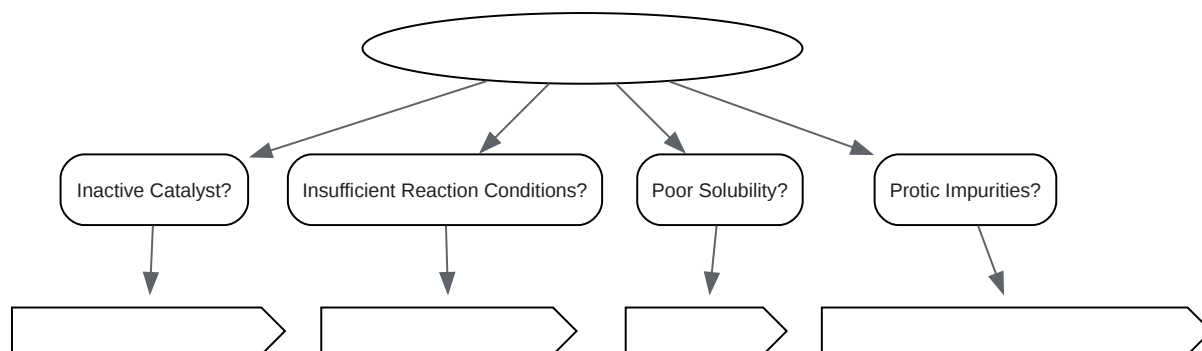 Inactive Catalyst?
Insufficient Reaction Conditions?
Poor Solubility?
Protic Impurities?